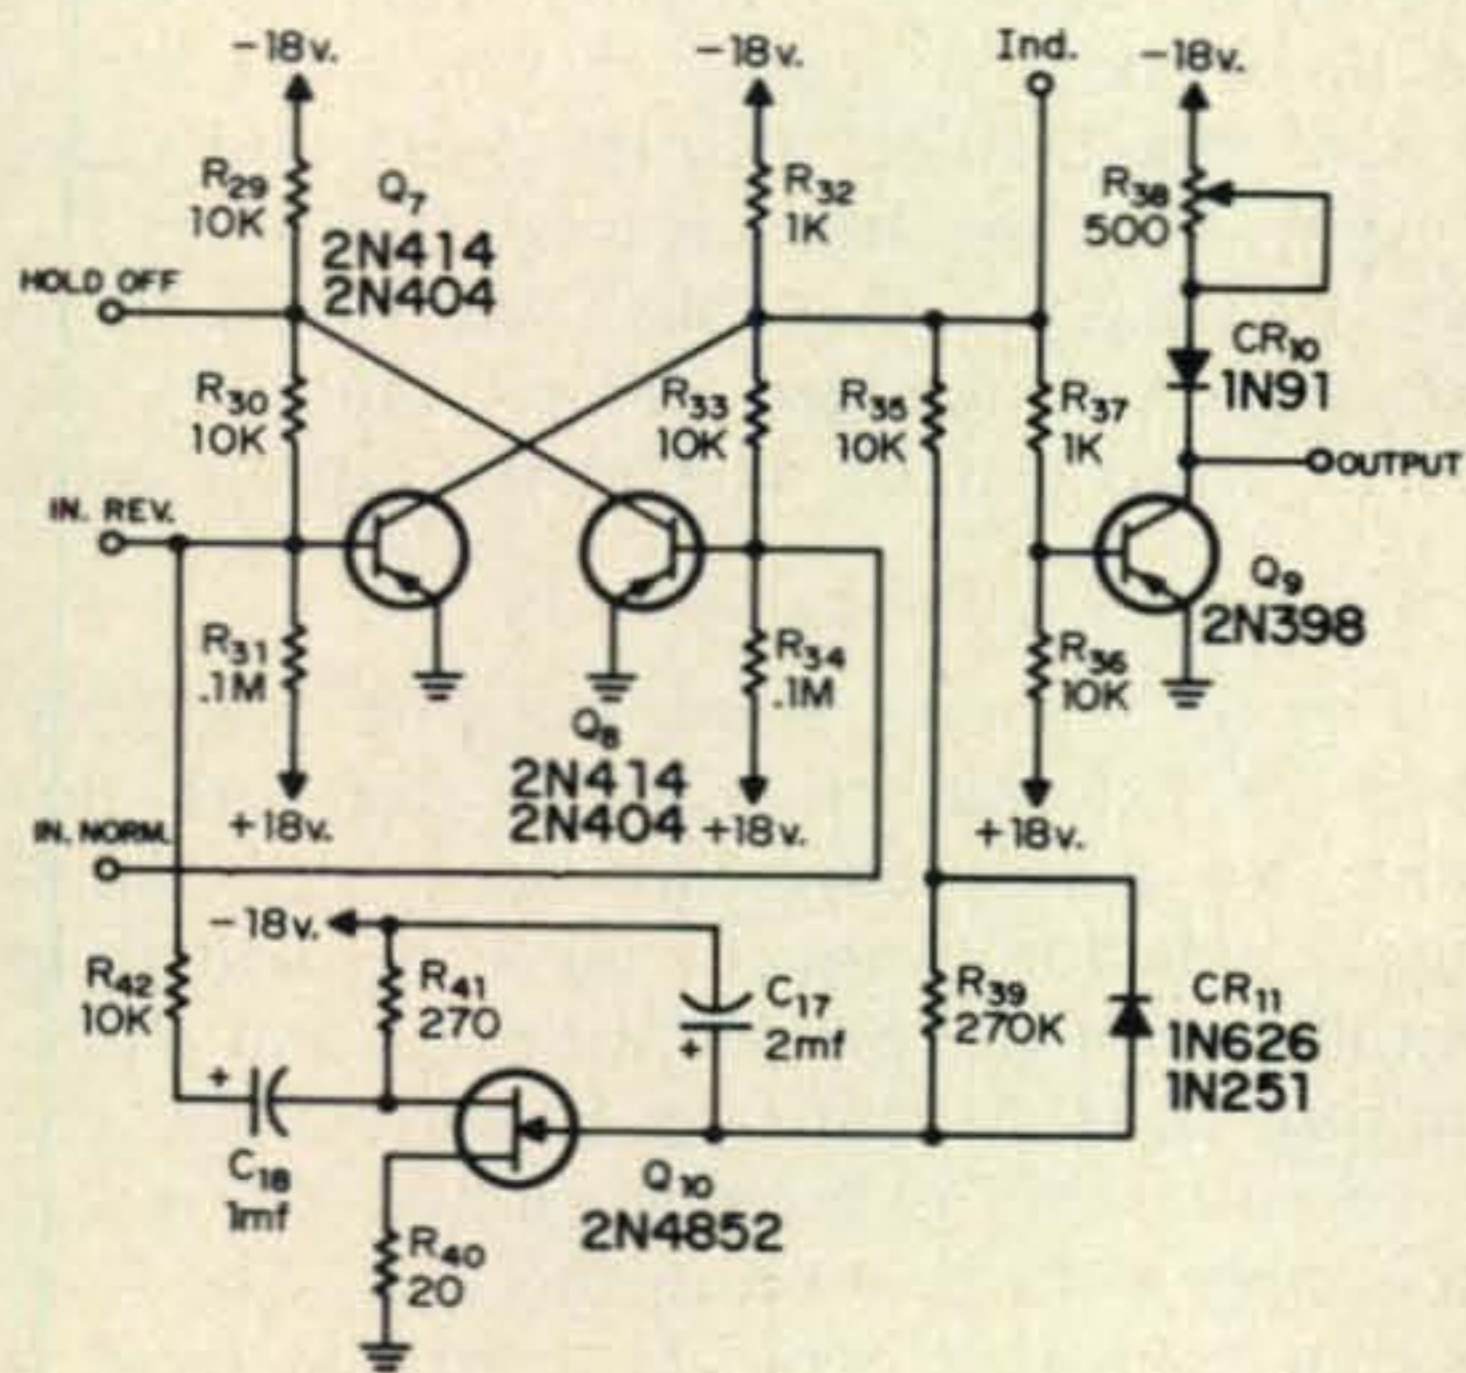 -18v.
-18v.
Ind.
-18v.
R29
10K
Q7
2N414
2N404
R32
1K
R38
500
HOLD OFF
CR10
1N91
R30
10K
R33
10K
R35
10K
R37
1K
OUTPUT
IN. REV.
Q9
2N398
R31
.1M
R34
.1M
R36
10K
Q8
2N414
2N404
+18v.
+18v.
+18v.
IN. NORM.
-18v.
R42
10K
R41
270
C17
2mf
+
R39
270K
CR11
1N626
1N251
+
C18
1mf
Q10
2N4852
R40
20